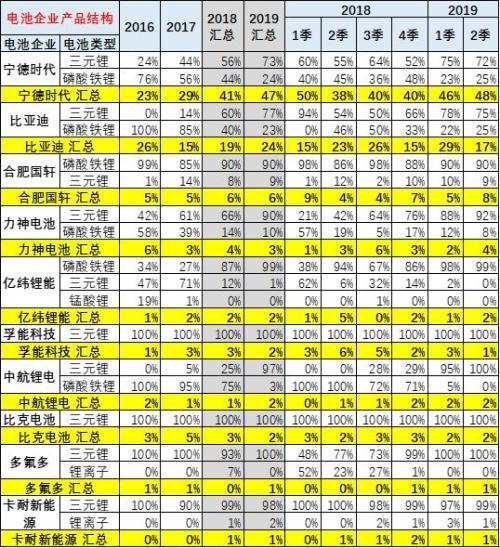 电池企业产品结构 2016 2017 2018 汇总 2019 汇总 2018 2019
电池企业 电池类型 1季 2季 3季 4季 1季 2季
宁德时代 三元锂 24% 44% 56% 73% 60% 55% 64% 52% 75% 72%
磷酸铁锂 76% 56% 44% 24% 40% 45% 36% 48% 23% 25%
宁德时代 汇总 23% 29% 41% 47% 50% 38% 40% 40% 46% 48%
比亚迪 三元锂 0% 14% 60% 77% 94% 54% 50% 66% 78% 75%
磷酸铁锂 100% 85% 40% 23% 0% 46% 50% 33% 22% 25%
比亚迪 汇总 26% 15% 19% 24% 15% 23% 26% 15% 29% 17%
合肥国轩 磷酸铁锂 99% 85% 90% 90% 98% 86% 98% 88% 90% 90%
三元锂 1% 14% 8% 9% 1% 12% 2% 10% 10% 9%
合肥国轩 汇总 5% 5% 6% 6% 9% 4% 4% 7% 5% 8%
力神电池 三元锂 42% 61% 66% 90% 21% 42% 64% 76% 88% 92%
磷酸铁锂 58% 39% 14% 10% 57% 19% 5% 17% 12% 8%
力神电池 汇总 6% 3% 4% 3% 1% 3% 6% 3% 2% 4%
亿纬锂能 磷酸铁锂 34% 27% 87% 99% 38% 94% 67% 86% 98% 99%
三元锂 47% 71% 12% 1% 62% 6% 32% 14% 2% 0%
锰酸锂 19% 1% 0% 0% 0% 0% 1% 0% 0% 0%
亿纬锂能 汇总 1% 2% 2% 2% 1% 5% 0% 2% 1% 2%
孚能科技 三元锂 100% 100% 100% 100% 100% 100% 100% 100% 100% 100%
孚能科技 汇总 1% 3% 3% 2% 3% 6% 5% 2% 3% 1%
中航锂电 三元锂 0% 5% 25% 97% 0% 0% 28% 29% 95% 100%
磷酸铁锂 100% 95% 75% 3% 100% 100% 72% 71% 5% 0%
中航锂电 汇总 2% 1% 1% 2% 0% 1% 1% 2% 2% 2%
比克电池 三元锂 100% 100% 100% 100% 100% 100% 100% 100% 100% 100%
比克电池 汇总 3% 5% 3% 2% 3% 2% 3% 3% 2% 2%
多氟多 三元锂 100% 100% 93% 100% 48% 77% 73% 99% 100% 100%
锂离子 0% 0% 7% 0% 52% 23% 27% 1% 0% 0%
多氟多 汇总 1% 1% 0% 1% 0% 0% 0% 1% 1% 1%
卡耐新能源 三元锂 100% 90% 99% 98% 100% 100% 98% 99% 97% 99%
锂离子 0% 0% 1% 2% 0% 0% 2% 1% 3% 1%
卡耐新能源 汇总 0% 0% 1% 1% 0% 1% 1% 2% 1% 1%